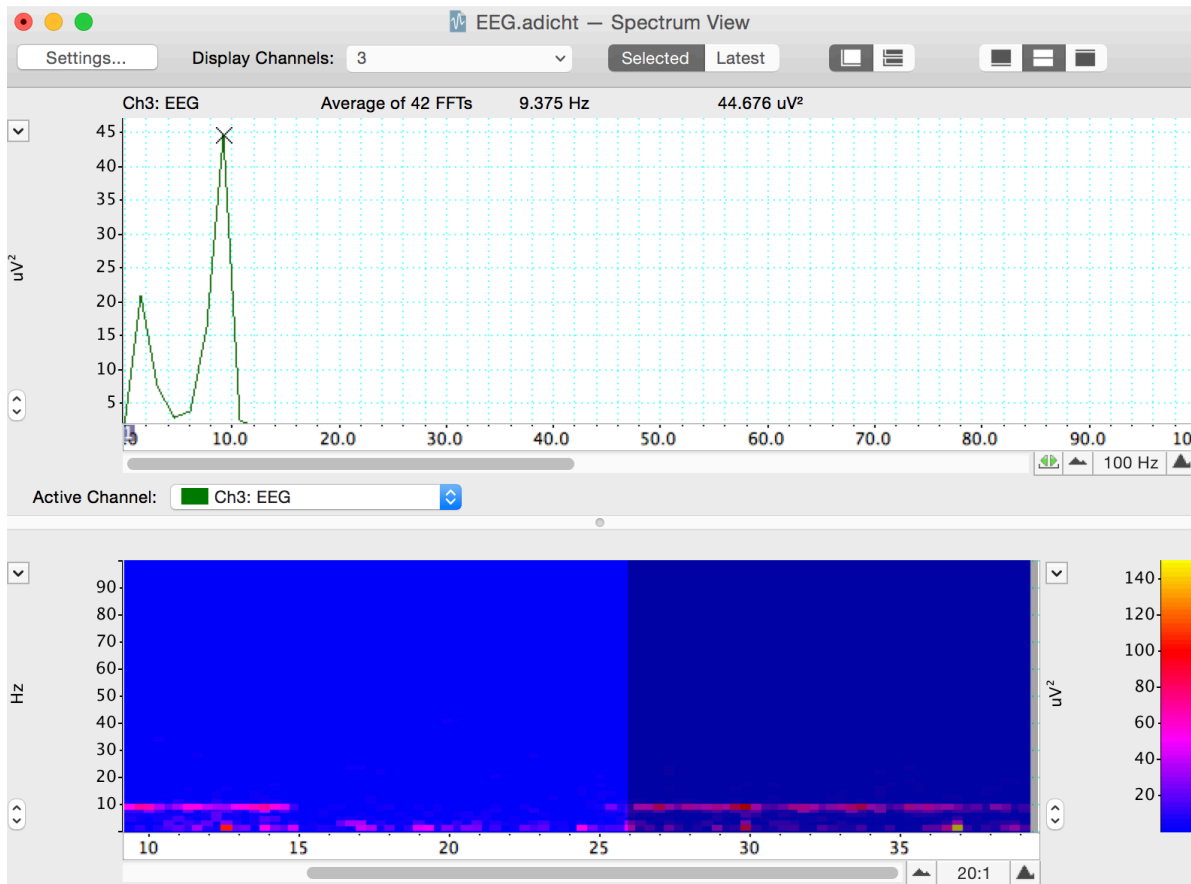 EEG.adicht — Spectrum View
Settings... Display Channels: 3 Selected Latest
Ch3: EEG Average of 42 FFTs 9.375 Hz 44.676 uV²
45
40
35
30
25
20
15
10
5
uV²
10.0 20.0 30.0 40.0 50.0 60.0 70.0 80.0 90.0 10
100 Hz
Active Channel: Ch3: EEG
90
80
70
60
50
40
30
20
10
Hz
10 15 20 25 30 35
20:1
uV²
140
120
100
80
60
40
20